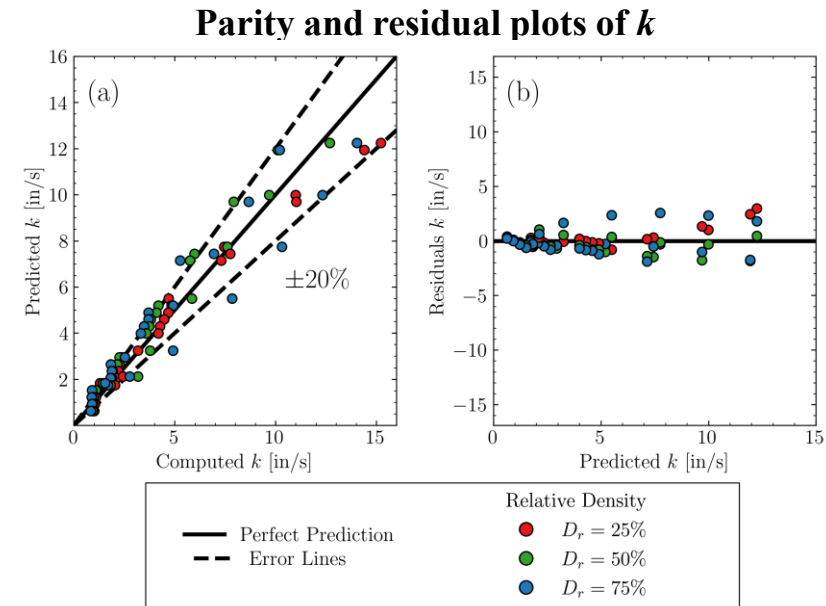 Parity and residual plots of k
(a)
16
14
12
10
8
6
4
2
0
5
10
15
Predicted k [in/s]
Computed k [in/s]
±20%
(b)
15
10
5
0
−5
−10
−15
0
5
10
15
Residuals k [in/s]
Predicted k [in/s]
Perfect Prediction
Error Lines
Relative Density
D_r = 25%
D_r = 50%
D_r = 75%